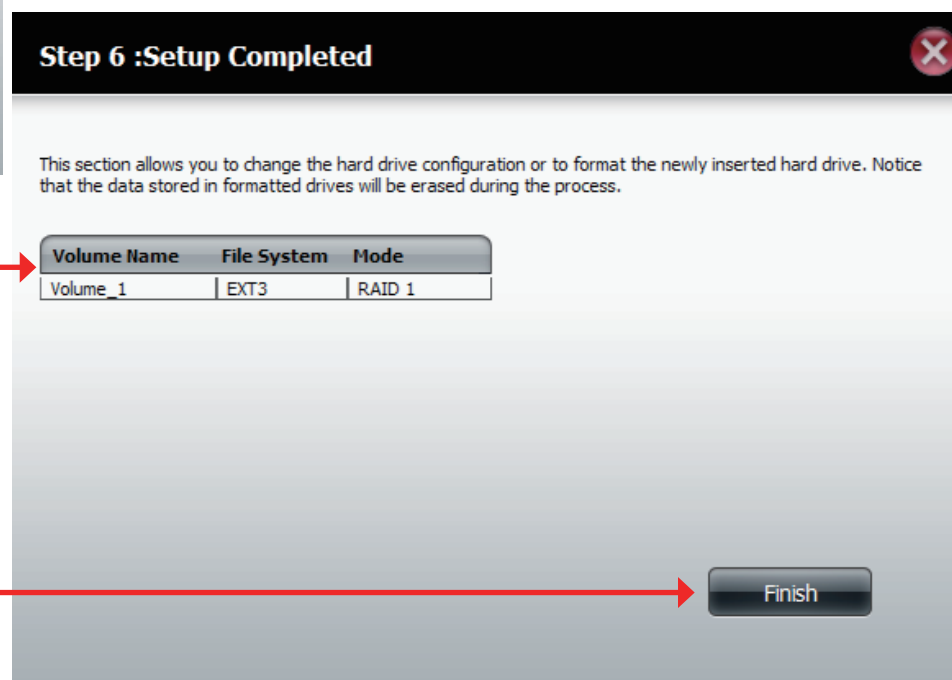 Step 6 :Setup Completed
This section allows you to change the hard drive configuration or to format the newly inserted hard drive. Notice
that the data stored in formatted drives will be erased during the process.
Volume Name File System Mode
Volume_1 EXT3 RAID 1
Finish